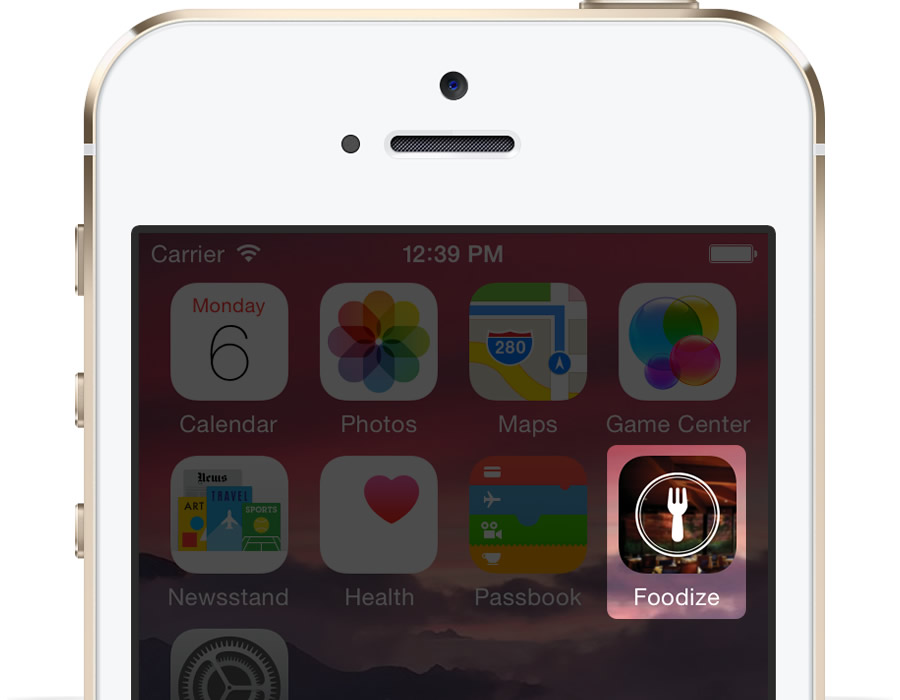 Carrier 12:39 PM
Monday
6
280
Calendar Photos Maps Game Center
News
ART TRAVEL SPORTS
Newsstand Health Passbook Foodize